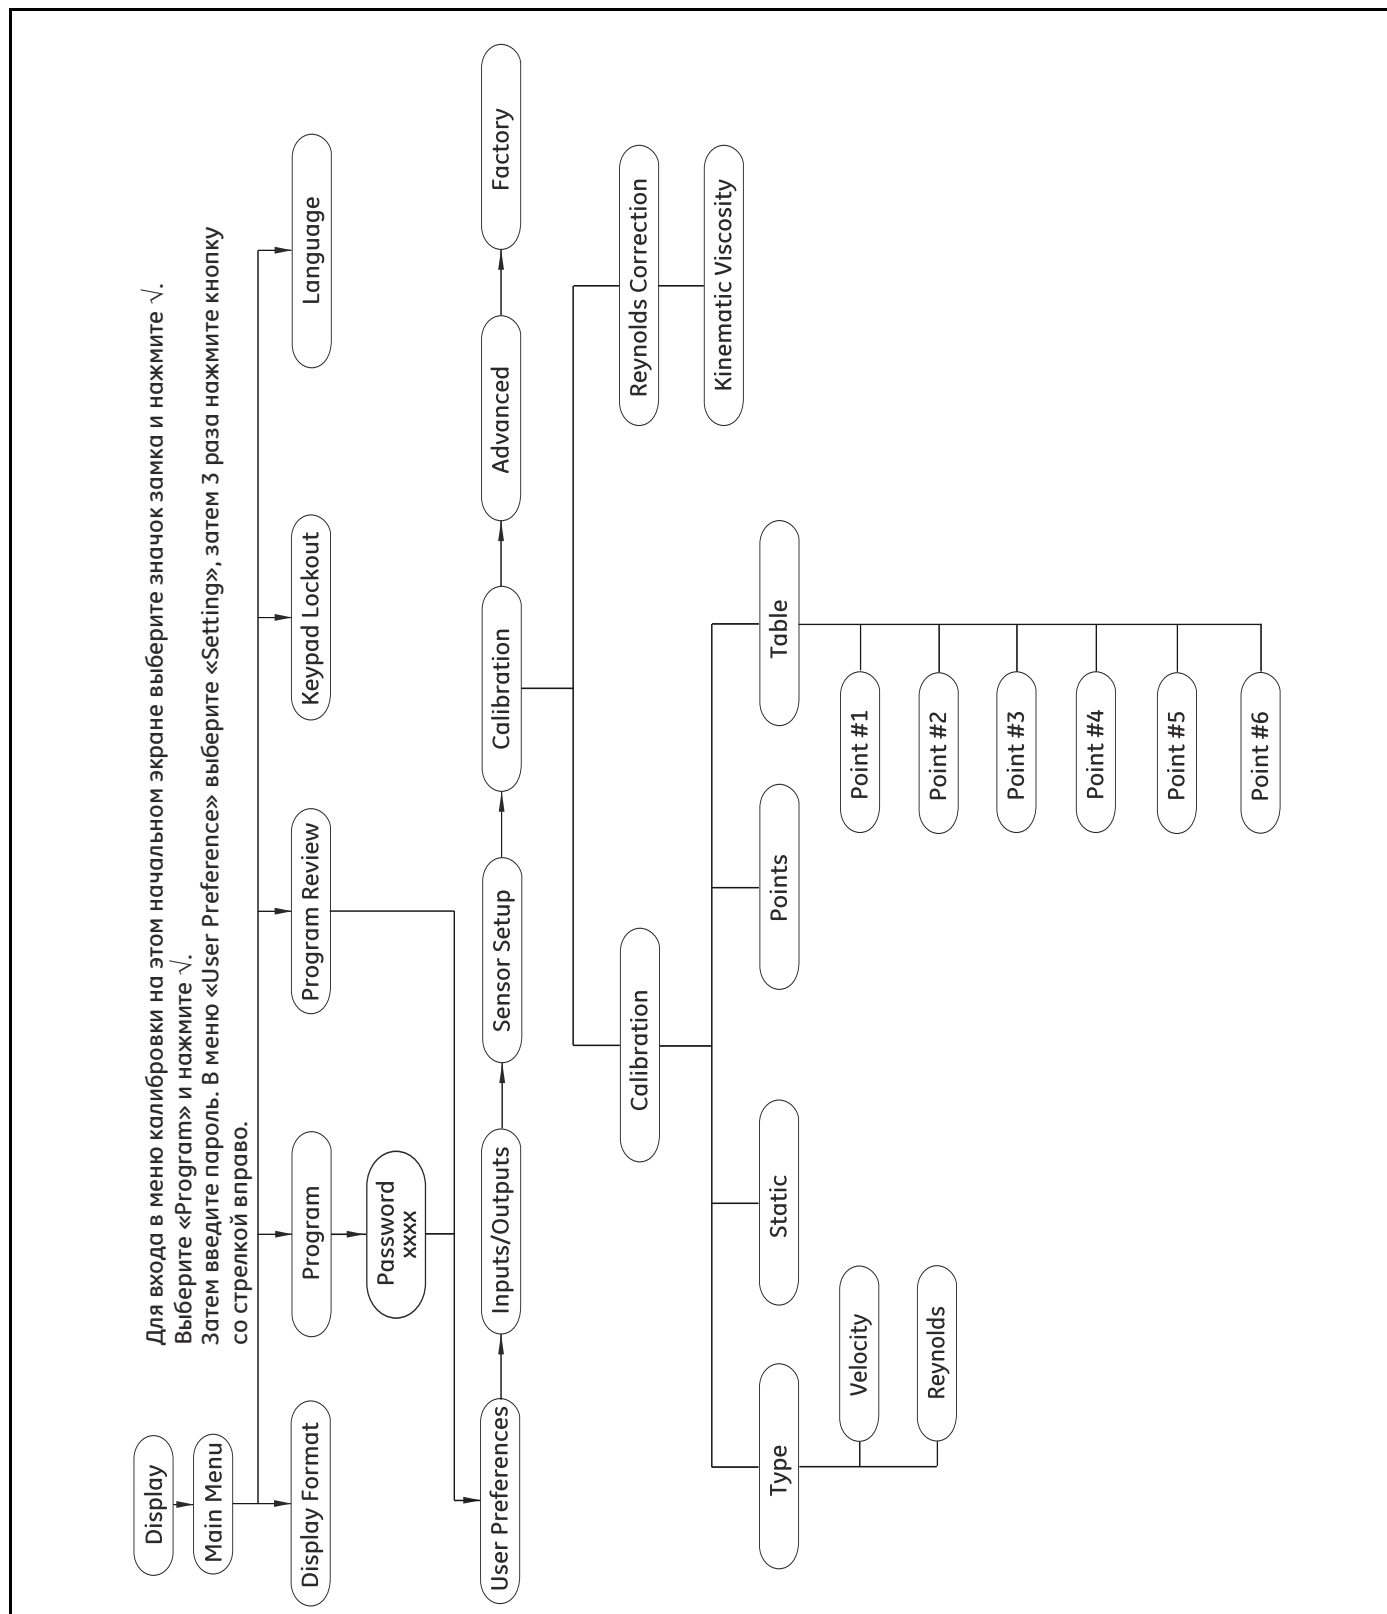 Для входа в меню калибровки на этом начальном экране выберите значок замка и нажмите √.
Выберите «Program» и нажмите √.
Затем введите пароль. В меню «User Preference» выберите «Setting», затем 3 раза нажмите кнопку
со стрелкой вправо.
Display
Main Menu
Display Format
Program
Program Review
Keypad Lockout
Language
Password
xxxx
User Preferences
Inputs/Outputs
Sensor Setup
Calibration
Advanced
Factory
Calibration
Reynolds Correction
Kinematic Viscosity
Type
Static
Points
Table
Velocity
Reynolds
Point #1
Point #2
Point #3
Point #4
Point #5
Point #6